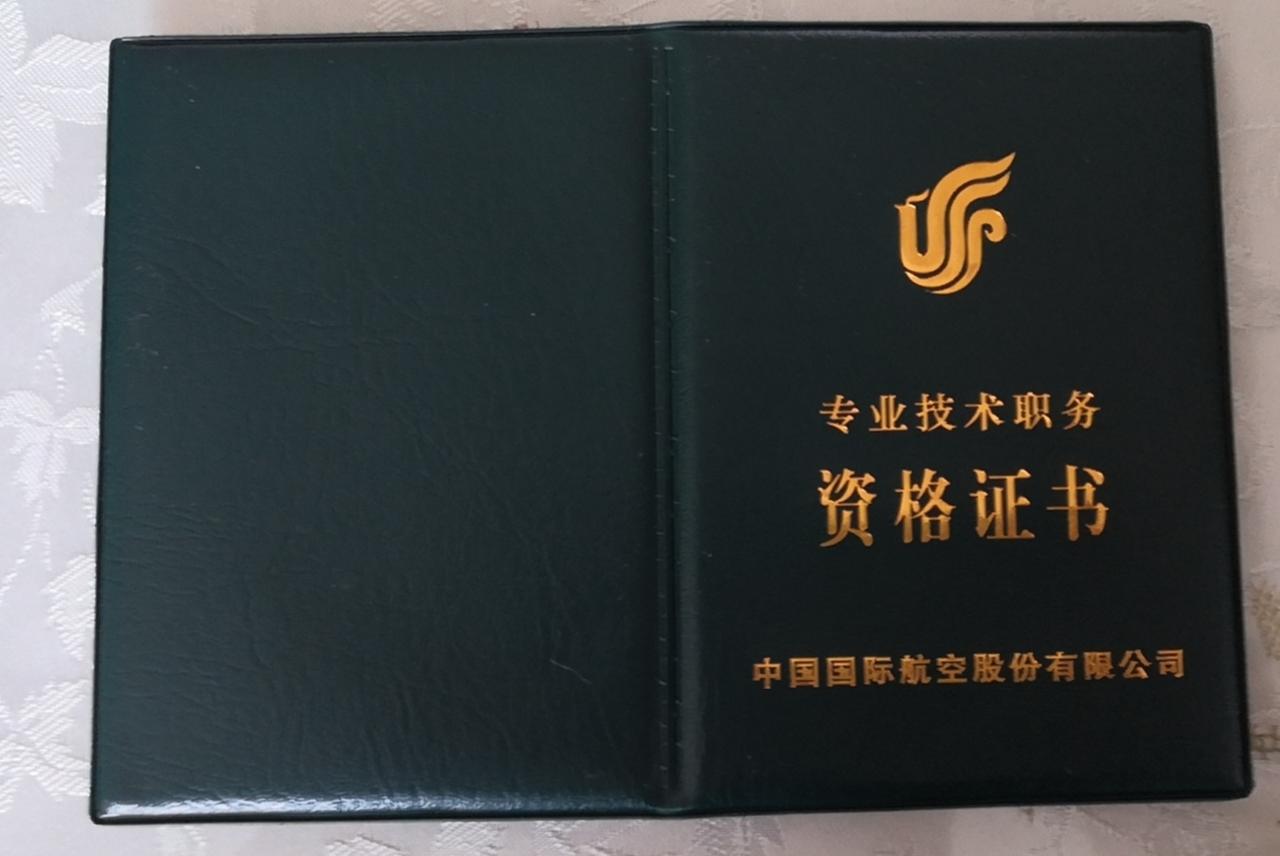 专业技术职务
资格证书
中国国际航空股份有限公司